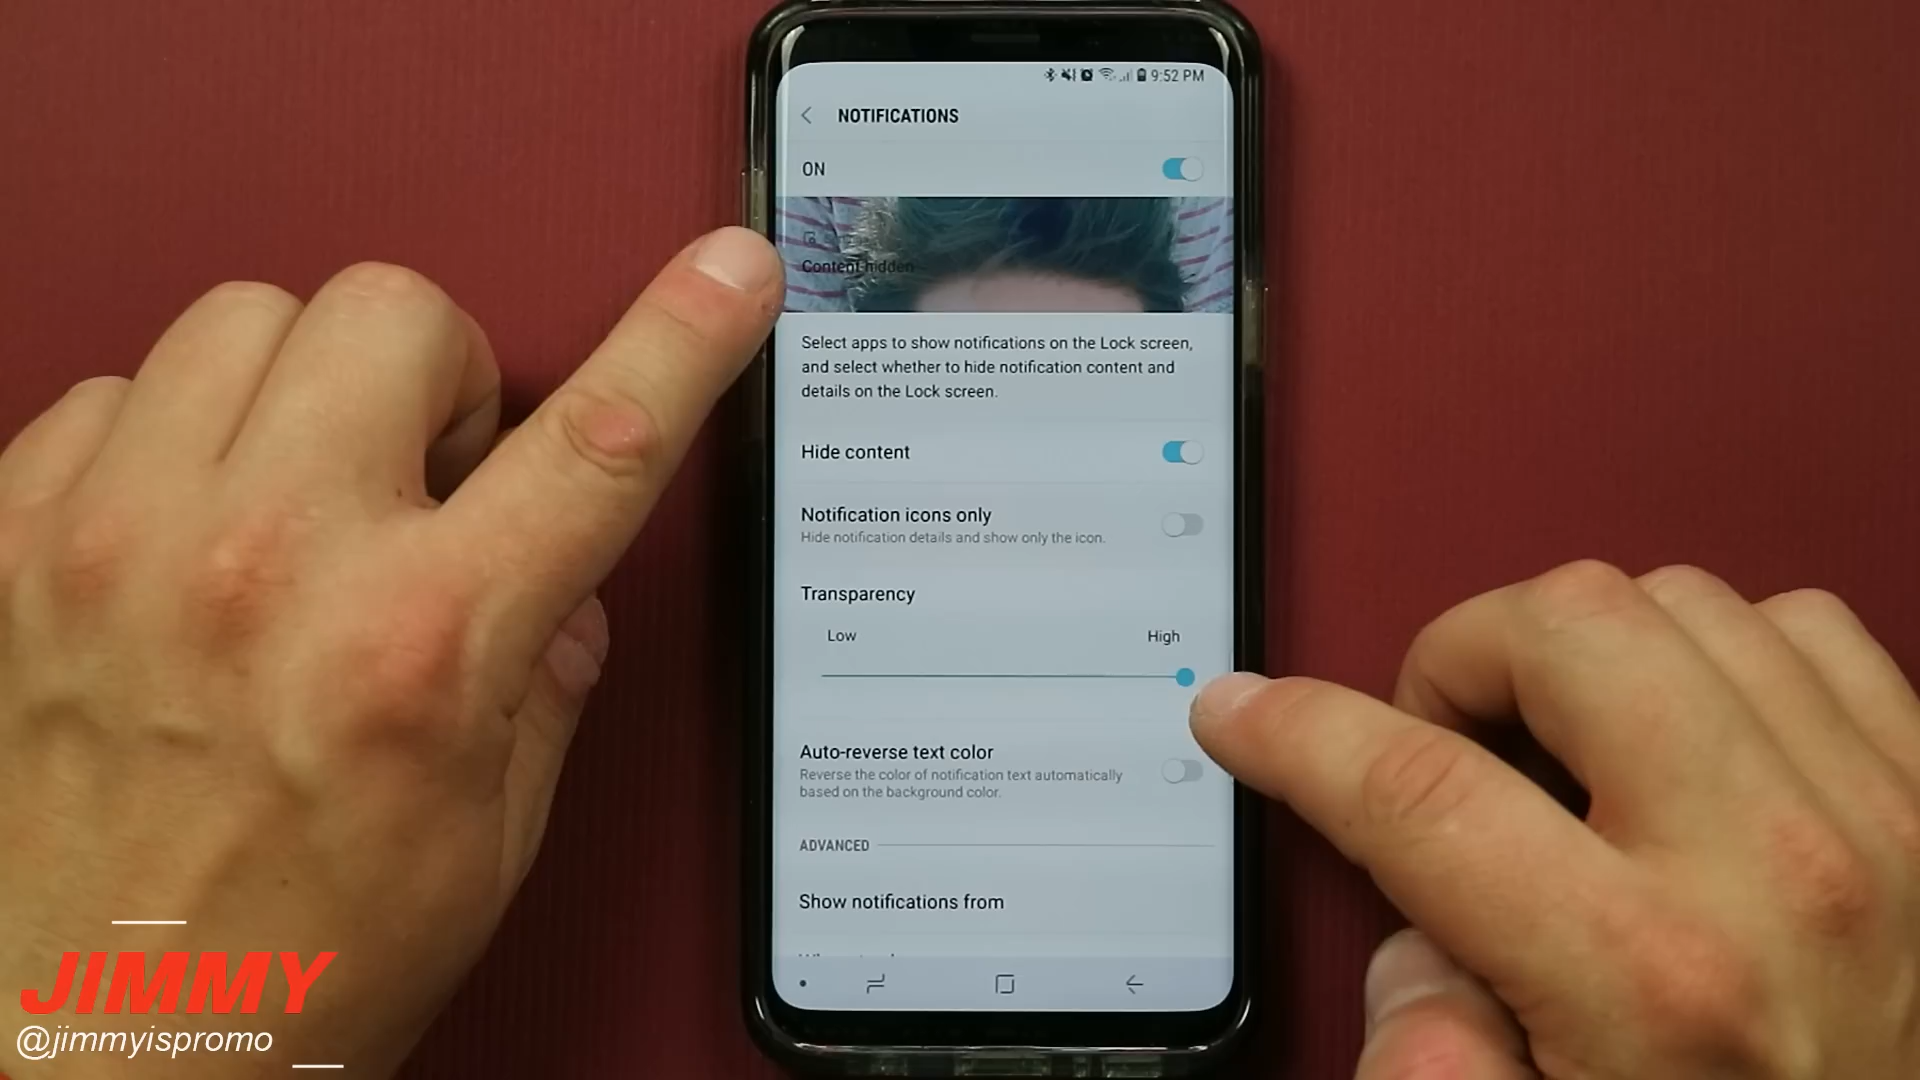 9:52 PM
NOTIFICATIONS
ON
Content hidden
Select apps to show notifications on the Lock screen,
and select whether to hide notification content and
details on the Lock screen.
Hide content
Notification icons only
Hide notification details and show only the icon.
Transparency
Low High
Auto-reverse text color
Reverse the color of notification text automatically
based on the background color.
ADVANCED
Show notifications from
JIMMY
@jimmyispromo